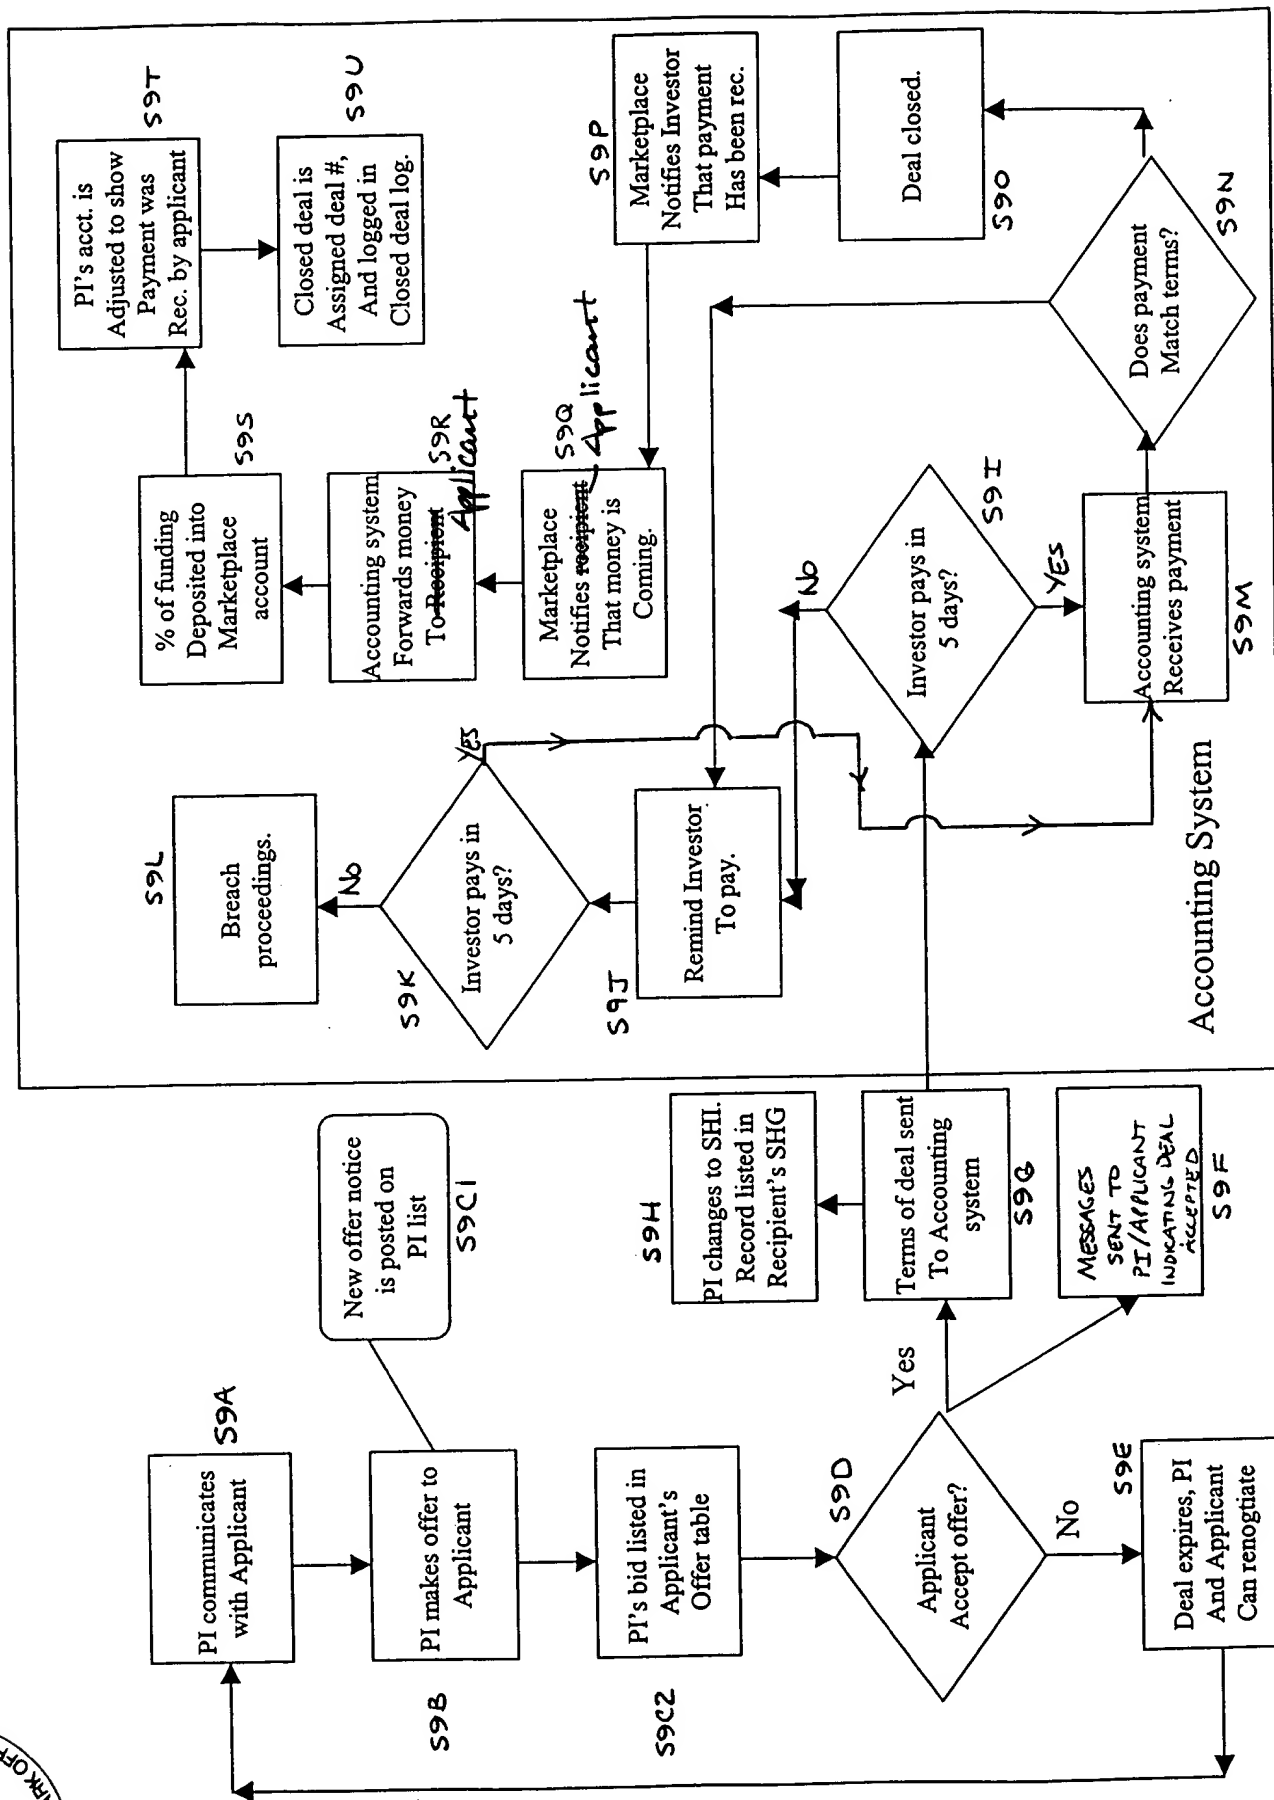 PI communicates
with Applicant
S9A
PI makes offer to
Applicant
S9B
New offer notice
is posted on
PI list
S9C1
PI's bid listed in
Applicant's
Offer table
S9C2
Applicant
Accept offer?
S9D
Yes
No
Deal expires, PI
And Applicant
Can renogtiate
S9E
MESSAGES
SENT TO
PI/APPLICANT
INDICATING DEAL
ACCEPTED
S9F
Terms of deal sent
To Accounting
system
S9G
S9H
PI changes to SHI.
Record listed in
Recipient's SHG
Accounting System
Investor pays in
5 days?
S9I
No
YES
Remind Investor
To pay.
S9J
Investor pays in
5 days?
S9K
YES
No
Breach
proceedings.
S9L
Accounting system
Receives payment
S9M
Does payment
Match terms?
S9N
Deal closed.
S9O
S9P
Marketplace
Notifies Investor
That payment
Has been rec.
S9Q
Marketplace
Notifies recipient Applicant
That money is
Coming.
Accounting system
Forwards money
To Recipient
S9R
Applicant
% of funding
Deposited into
Marketplace
account
S9S
PI's acct. is
Adjusted to show
Payment was
Rec. by applicant
S9T
Closed deal is
Assigned deal #,
And logged in
Closed deal log.
S9U